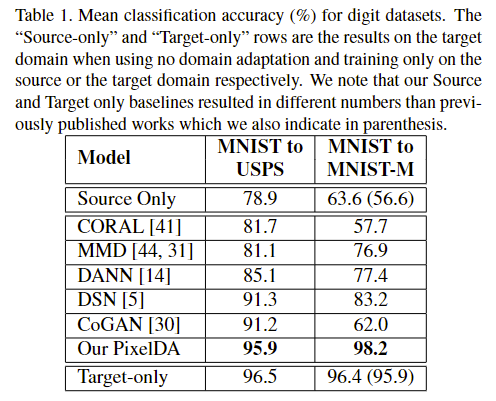 Table 1. Mean classification accuracy (%) for digit datasets. The
“Source-only” and “Target-only” rows are the results on the target
domain when using no domain adaptation and training only on the
source or the target domain respectively. We note that our Source
and Target only baselines resulted in different numbers than previ-
ously published works which we also indicate in parenthesis.
Model MNIST to USPS MNIST to MNIST-M
Source Only 78.9 63.6 (56.6)
CORAL [41] 81.7 57.7
MMD [44, 31] 81.1 76.9
DANN [14] 85.1 77.4
DSN [5] 91.3 83.2
CoGAN [30] 91.2 62.0
Our PixelDA 95.9 98.2
Target-only 96.5 96.4 (95.9)